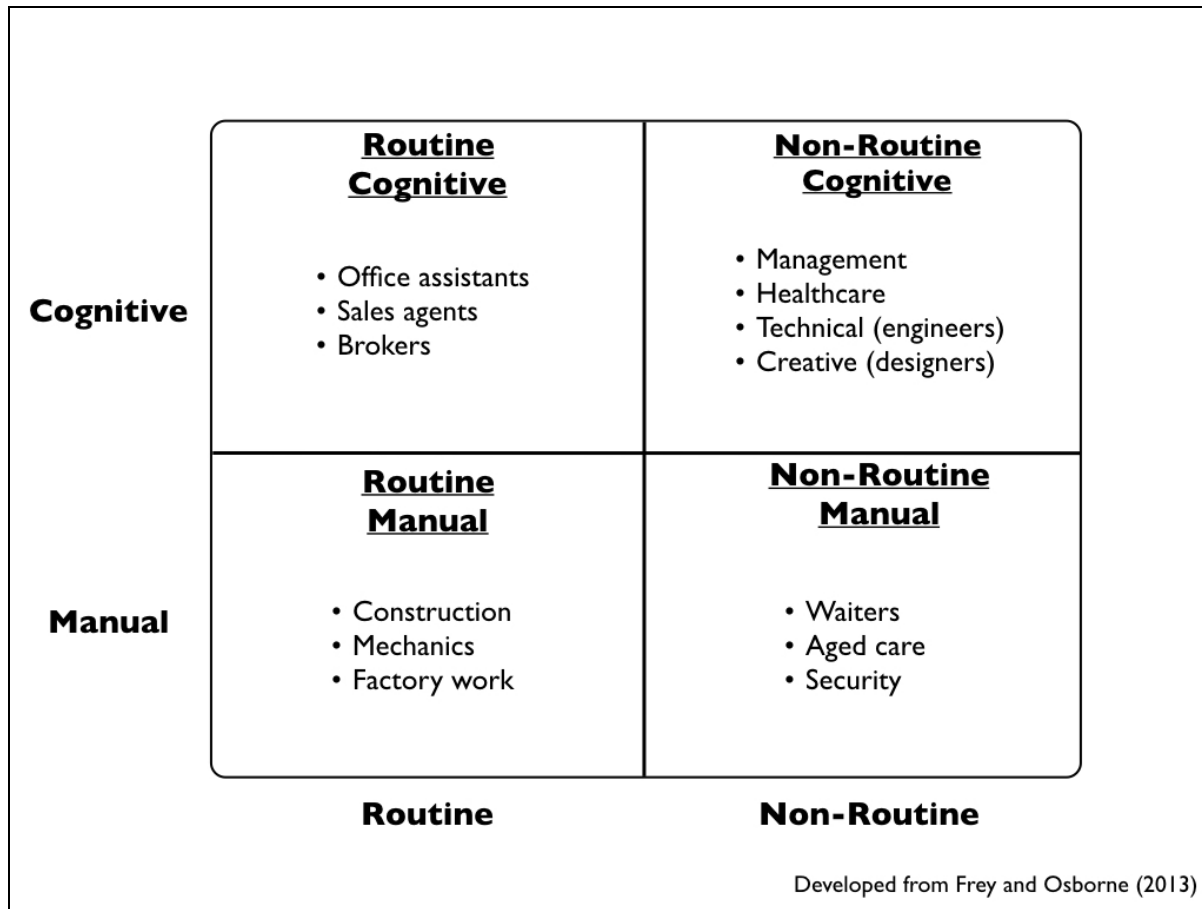 Routine
Cognitive
• Office assistants
• Sales agents
• Brokers
Non-Routine
Cognitive
• Management
• Healthcare
• Technical (engineers)
• Creative (designers)
Cognitive
Routine
Manual
• Construction
• Mechanics
• Factory work
Non-Routine
Manual
• Waiters
• Aged care
• Security
Manual
Routine
Non-Routine
Developed from Frey and Osborne (2013)